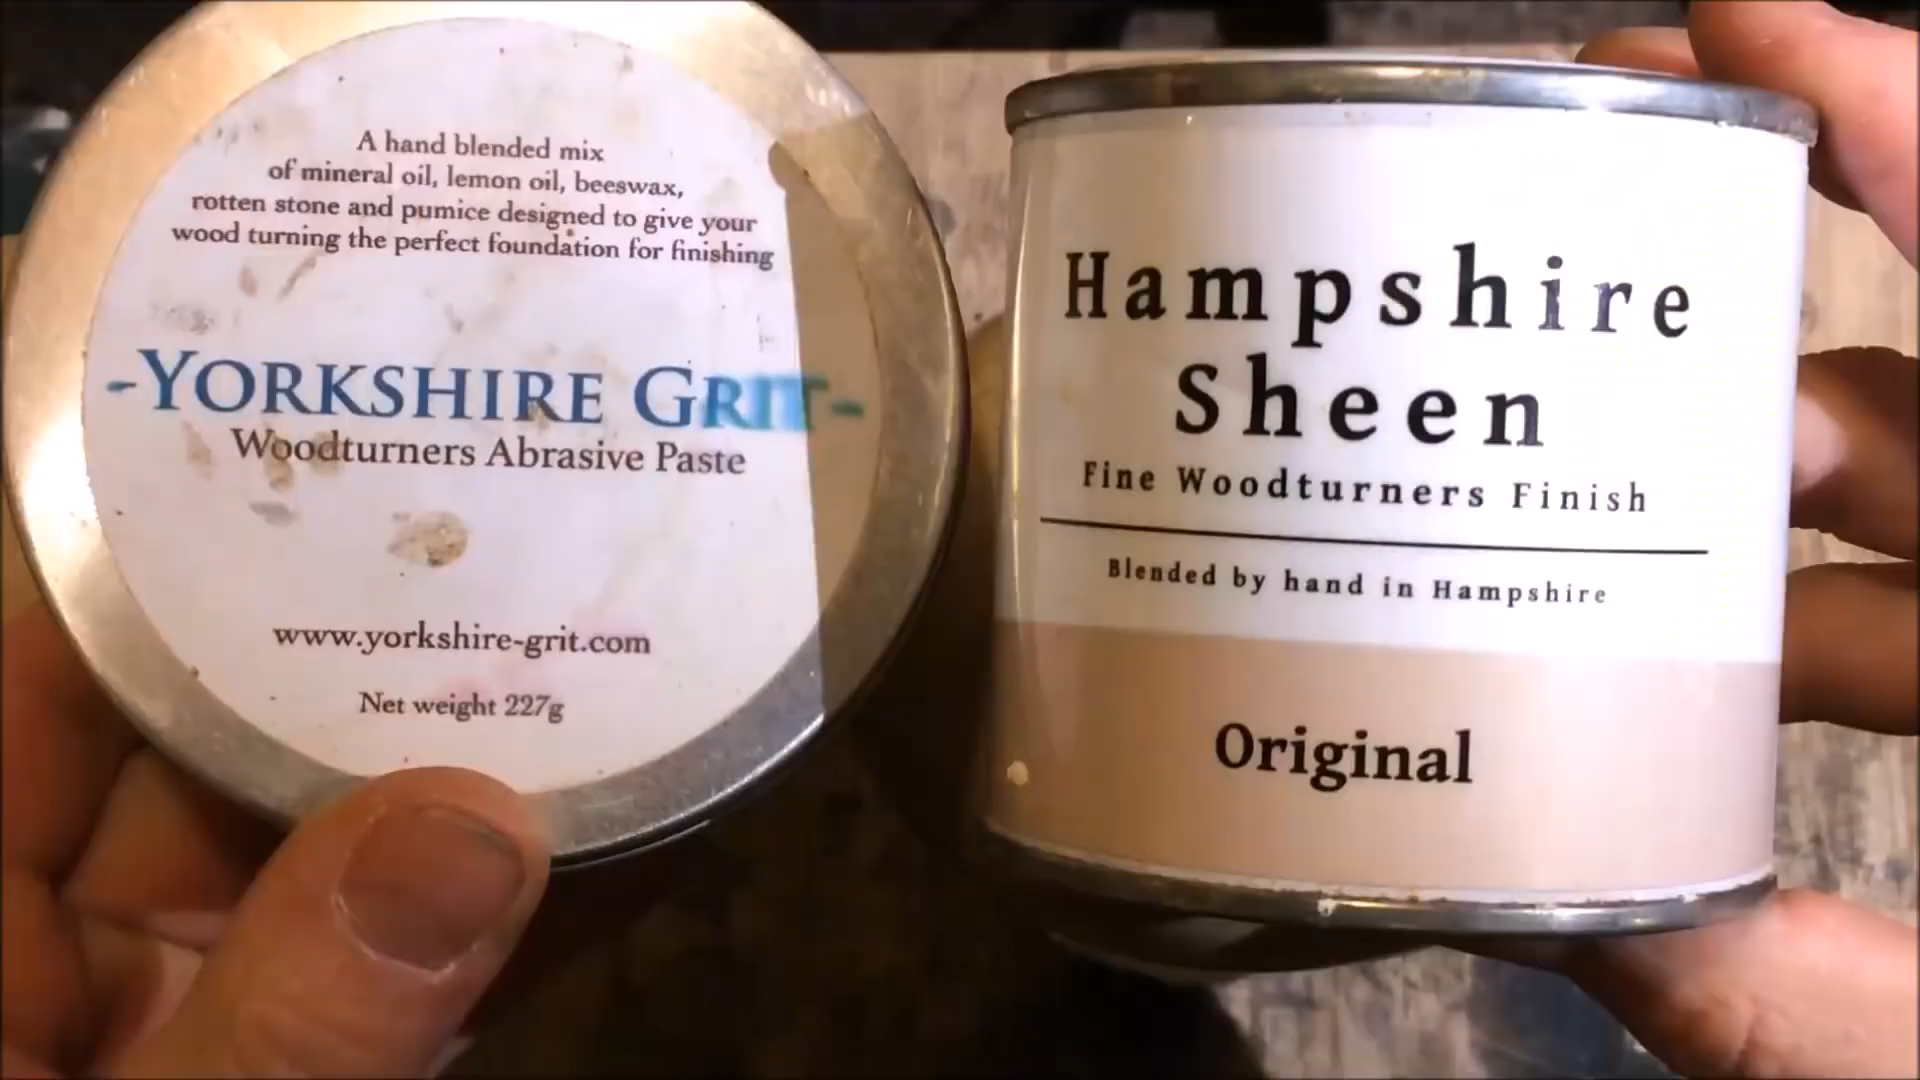 A hand blended mix
of mineral oil, lemon oil, beeswax,
rotten stone and pumice designed to give your
wood turning the perfect foundation for finishing
-YORKSHIRE GRIT-
Woodturners Abrasive Paste
www.yorkshire-grit.com
Net weight 227g
Hampshire
Sheen
Fine Woodturners Finish
Blended by hand in Hampshire
Original